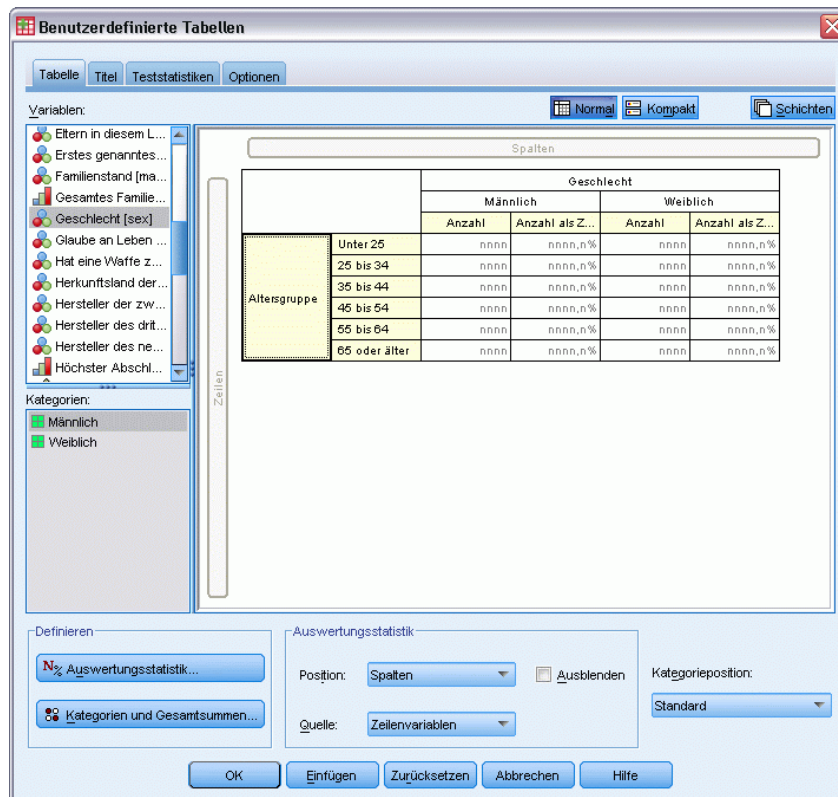 Benutzerdefinierte Tabellen
Tabelle Titel Teststatistiken Optionen
Variablen:
Normal Kompakt Schichten
Eltern in diesem L...
Erstes genanntes...
Familienstand [ma...
Gesamtes Familie...
Geschlecht [sex]
Glaube an Leben ...
Hat eine Waffe z...
Herkunftsland der...
Hersteller der zw...
Hersteller des drit...
Hersteller des ne...
Höchster Abschl...
Kategorien:
Männlich
Weiblich
Spalten
Zeilen
Geschlecht
Männlich Weiblich
Anzahl Anzahl als Z... Anzahl Anzahl als Z...
Altersgruppe
Unter 25 nnnn nnnn,n% nnnn nnnn,n%
25 bis 34 nnnn nnnn,n% nnnn nnnn,n%
35 bis 44 nnnn nnnn,n% nnnn nnnn,n%
45 bis 54 nnnn nnnn,n% nnnn nnnn,n%
55 bis 64 nnnn nnnn,n% nnnn nnnn,n%
65 oder älter nnnn nnnn,n% nnnn nnnn,n%
Definieren
N% Auswertungsstatistik...
Kategorien und Gesamtsummen...
Auswertungsstatistik
Position: Spalten Ausblenden
Quelle: Zeilenvariablen
Kategorieposition:
Standard
OK Einfügen Zurücksetzen Abbrechen Hilfe